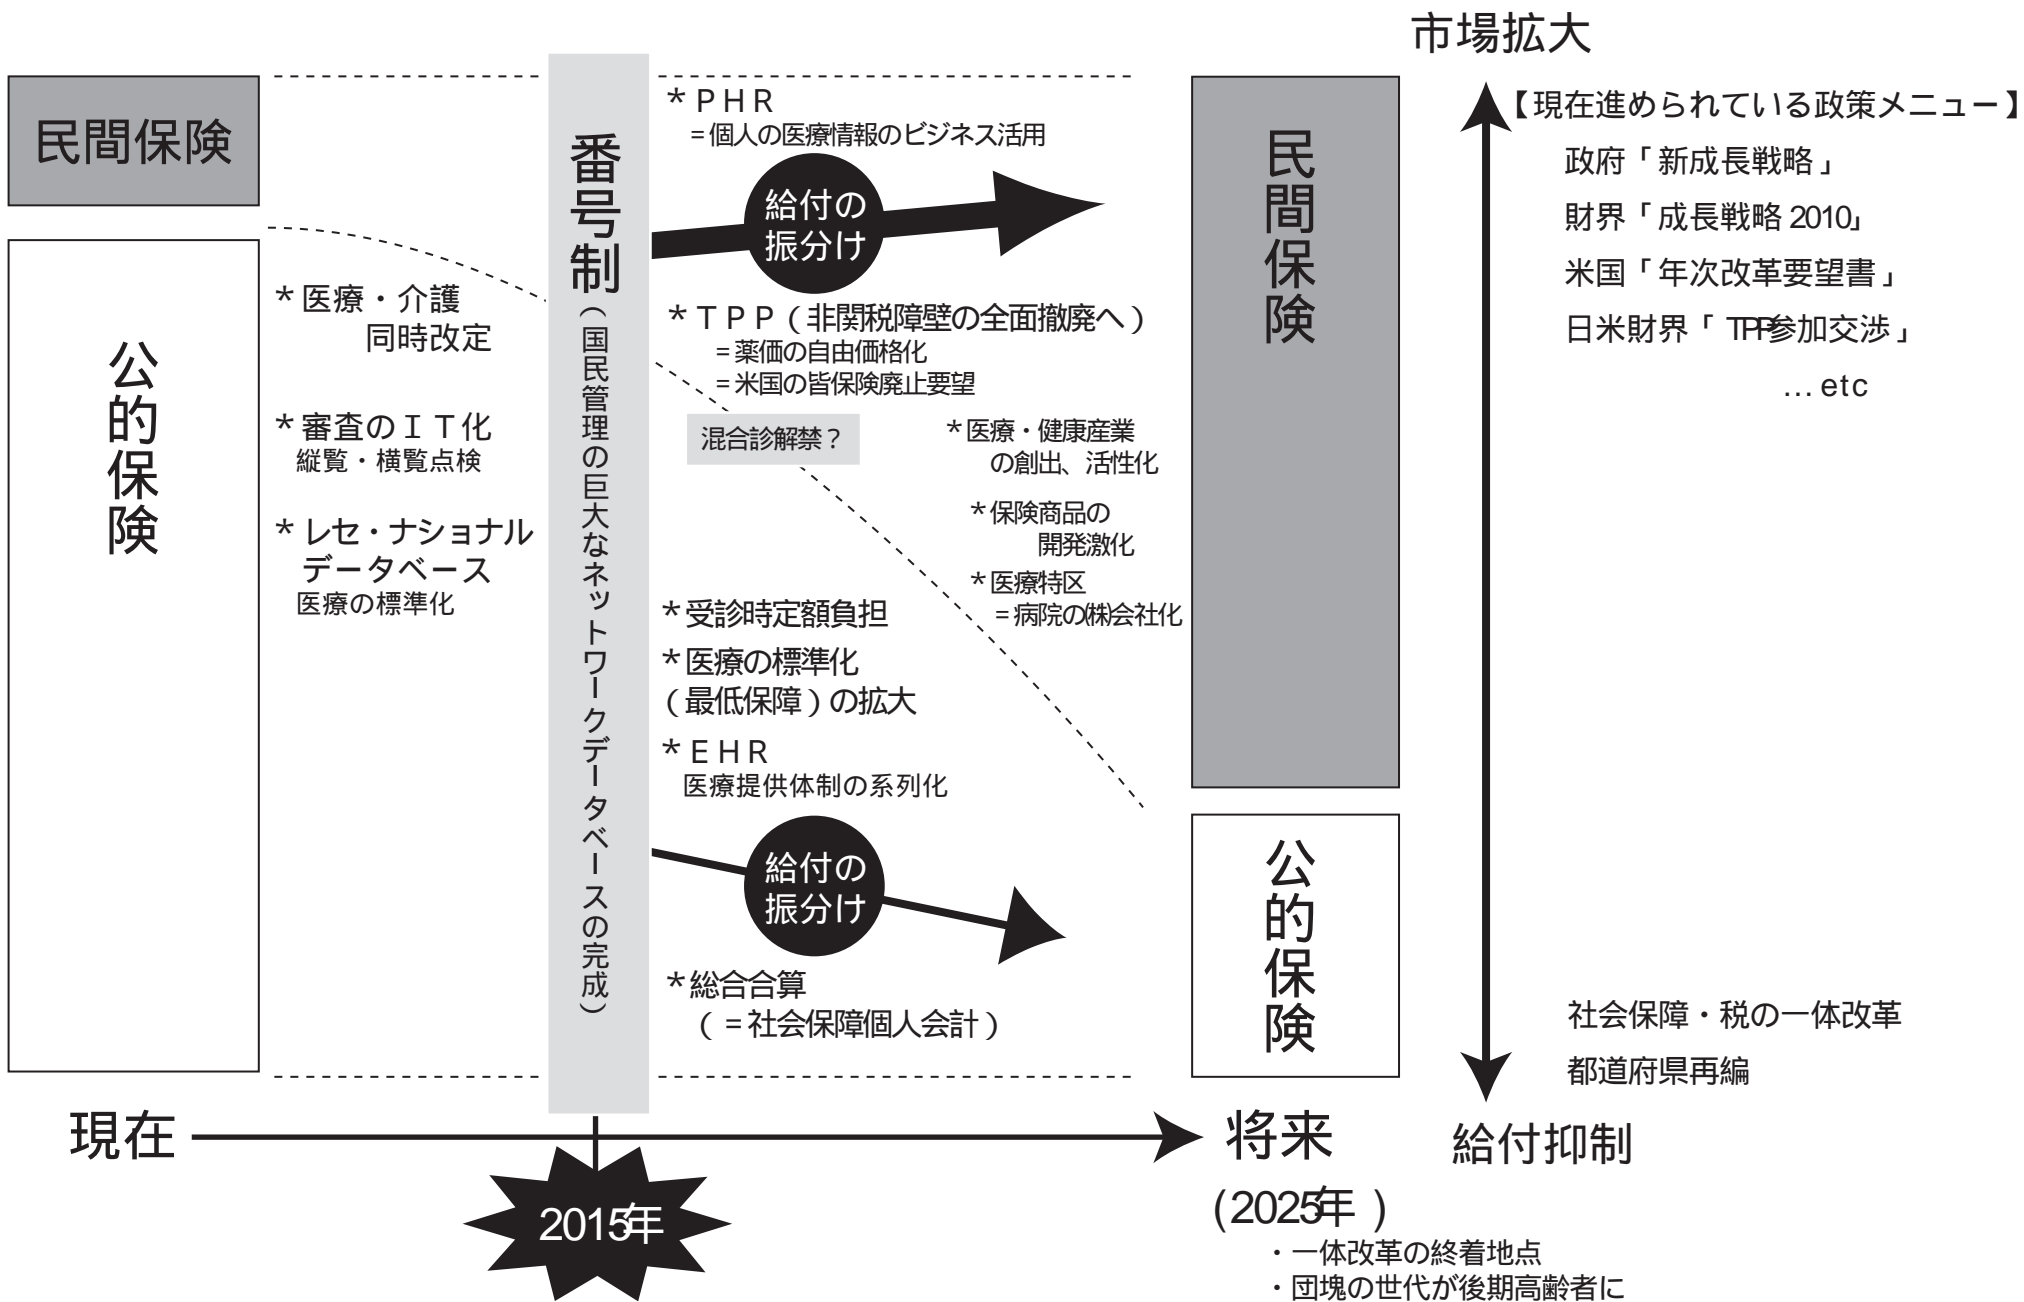 市場拡大
民間保険
公的保険
*医療・介護
同時改定
*審査のＩＴ化
縦覧・横覧点検
*レセ・ナショナル
データベース
医療の標準化
番号制(国民管理の巨大なネットワークデータベースの完成)
*ＰＨＲ
=個人の医療情報のビジネス活用
給付の
振分け
*ＴＰＰ(非関税障壁の全面撤廃へ)
=薬価の自由価格化
=米国の皆保険廃止要望
混合診解禁？
*医療・健康産業
の創出、活性化
*保険商品の
開発激化
*医療特区
=病院の㈱会社化
*受診時定額負担
*医療の標準化
(最低保障)の拡大
*ＥＨＲ
医療提供体制の系列化
給付の
振分け
*総合合算
(=社会保障個人会計)
民間保険
公的保険
【現在進められている政策メニュー】
政府「新成長戦略」
財界「成長戦略2010」
米国「年次改革要望書」
日米財界「TPP参加交渉」
…etc
社会保障・税の一体改革
都道府県再編
給付抑制
現在
2015年
将来
(2025年)
・一体改革の終着地点
・団塊の世代が後期高齢者に